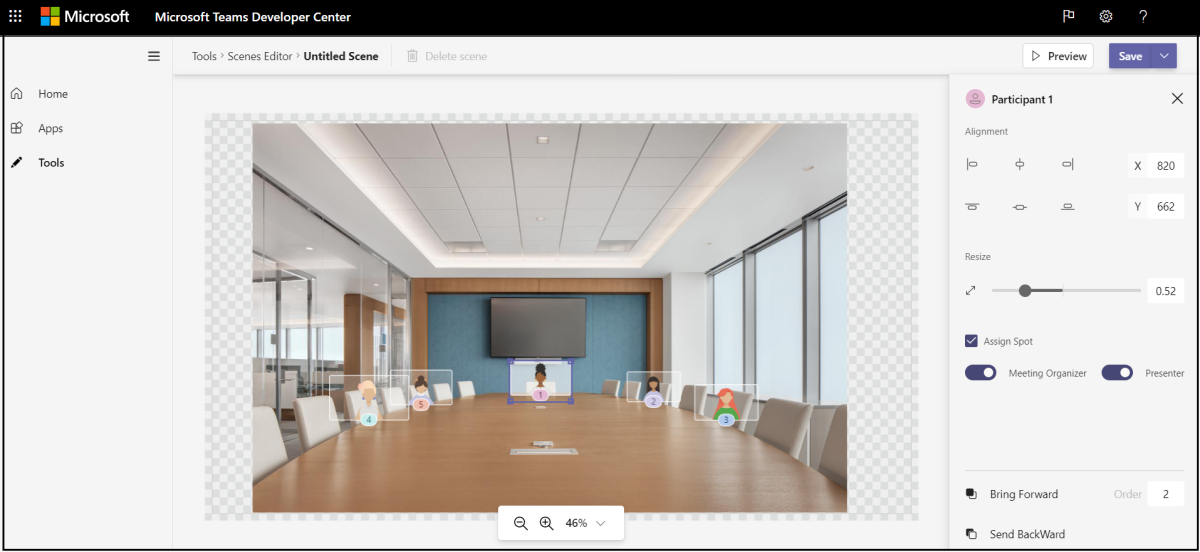 Microsoft Microsoft Teams Developer Center ?
Tools > Scenes Editor > Untitled Scene Delete scene Preview Save
Home
Apps
Tools
Participant 1
Alignment
X 820
Y 662
Resize
0.52
Assign Spot
Meeting Organizer Presenter
1
2
3
4
5
Bring Forward Order 2
Send BackWard
46%